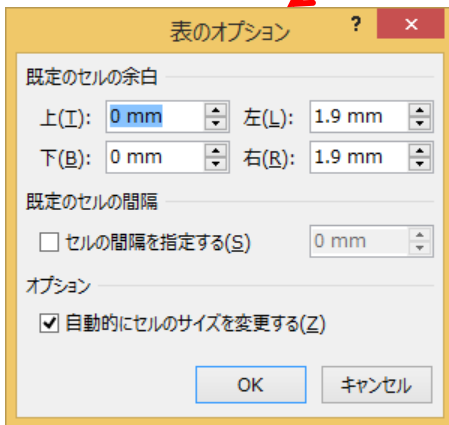 表のオプション ? ×
既定のセルの余白
上(T): 0 mm 左(L): 1.9 mm
下(B): 0 mm 右(R): 1.9 mm
既定のセルの間隔
セルの間隔を指定する(S) 0 mm
オプション
自動的にセルのサイズを変更する(Z)
OK キャンセル